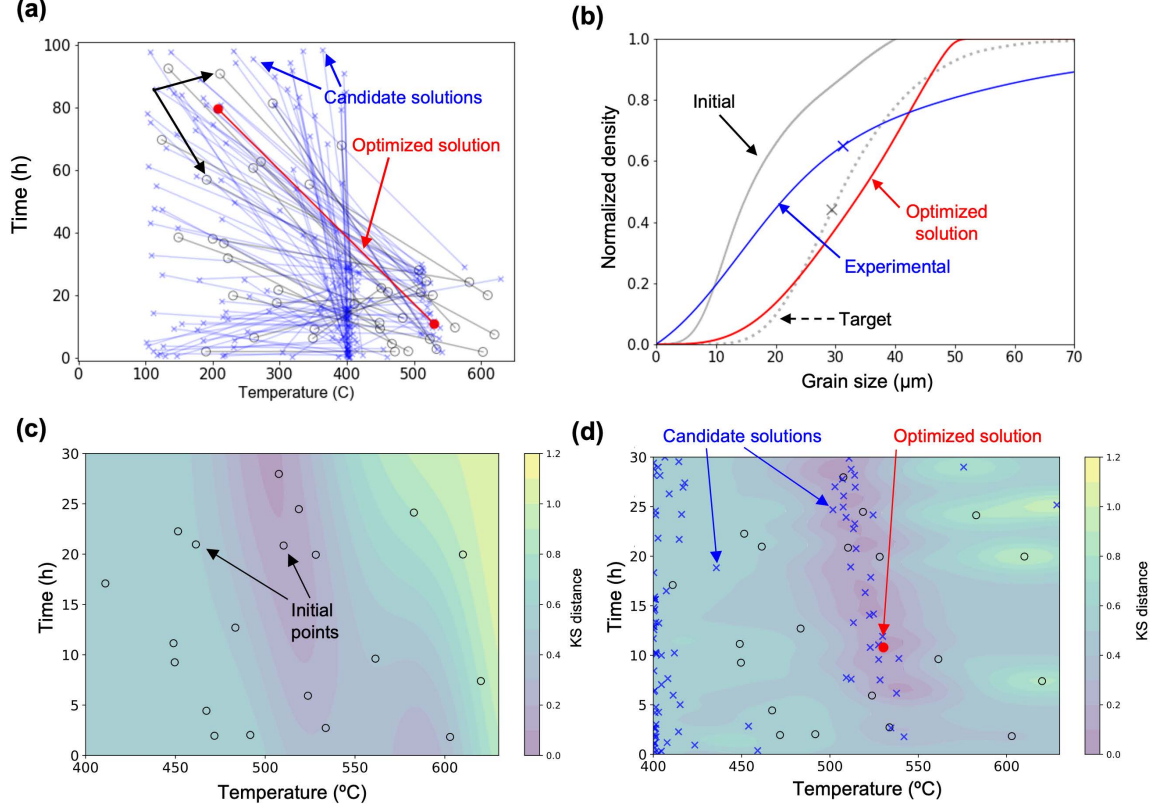 (a)
100
80
60
40
20
0
Time (h)
Candidate solutions
Optimized solution
0
100
200
300
400
500
600
Temperature (C)
(b)
1.0
0.8
0.6
0.4
0.2
0.0
Normalized density
Initial
Optimized
solution
Experimental
Target
0
10
20
30
40
50
60
70
Grain size (μm)
(c)
30
25
20
15
10
5
0
Time (h)
Initial
points
400
450
500
550
600
Temperature (ºC)
1.2
1.0
0.8
0.6
0.4
0.2
0.0
KS distance
(d)
Candidate solutions
Optimized solution
30
25
20
15
10
5
0
Time (h)
400
450
500
550
600
Temperature (ºC)
1.2
1.0
0.8
0.6
0.4
0.2
0.0
KS distance